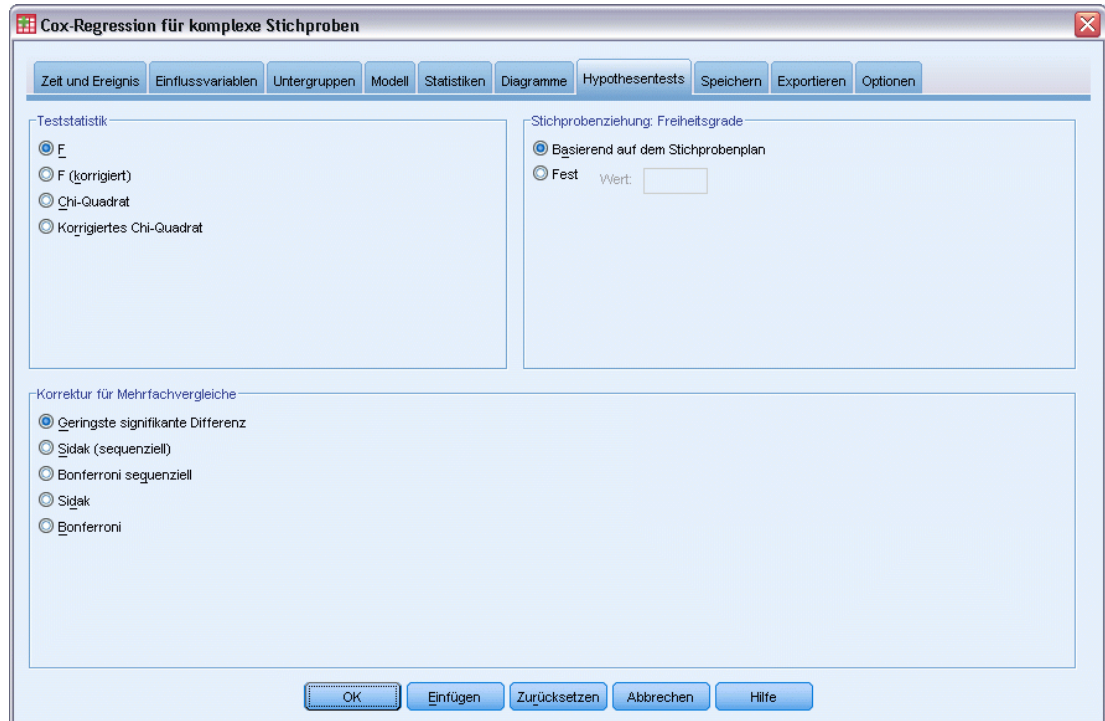 Cox-Regression für komplexe Stichproben
Zeit und Ereignis Einflussvariablen Untergruppen Modell Statistiken Diagramme Hypothesentests Speichern Exportieren Optionen
Teststatistik
F
F (korrigiert)
Chi-Quadrat
Korrigiertes Chi-Quadrat
Stichprobenziehung: Freiheitsgrade
Basierend auf dem Stichprobenplan
Fest Wert:
Korrektur für Mehrfachvergleiche
Geringste signifikante Differenz
Sidak (sequenziell)
Bonferroni sequenziell
Sidak
Bonferroni
OK Einfügen Zurücksetzen Abbrechen Hilfe